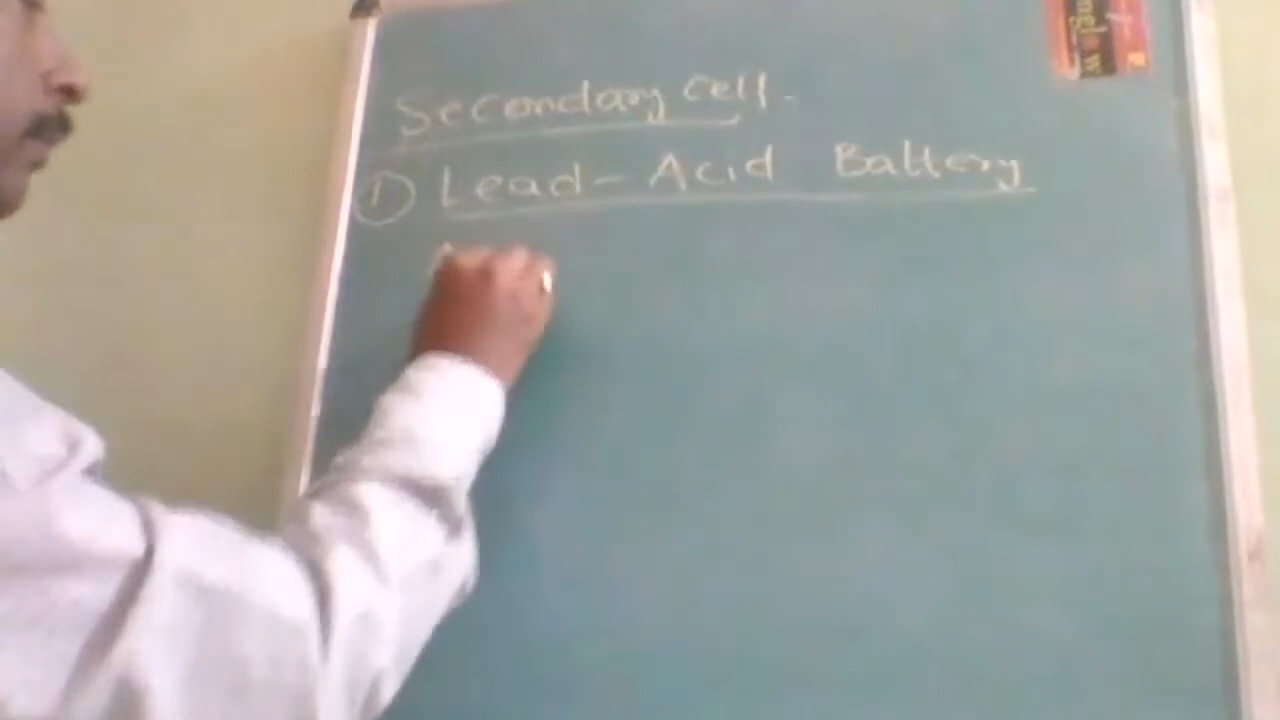 Secondary cell.
① Lead-Acid Battery